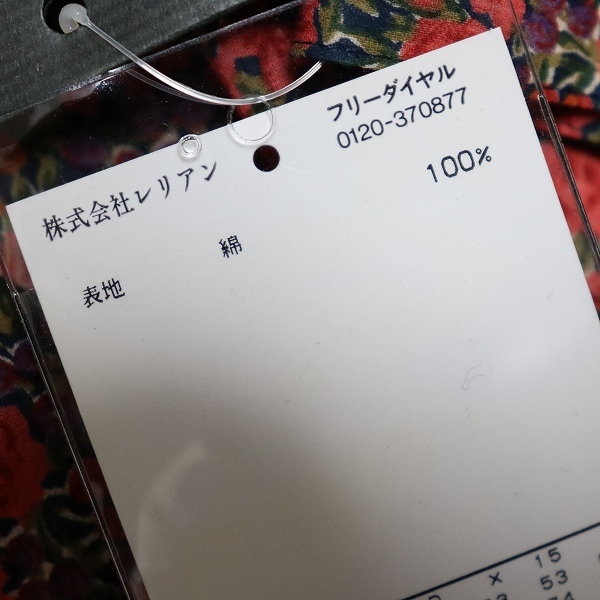 株式会社レリアン
フリーダイヤル
0120-370877
表地 綿 100%
× 15
53